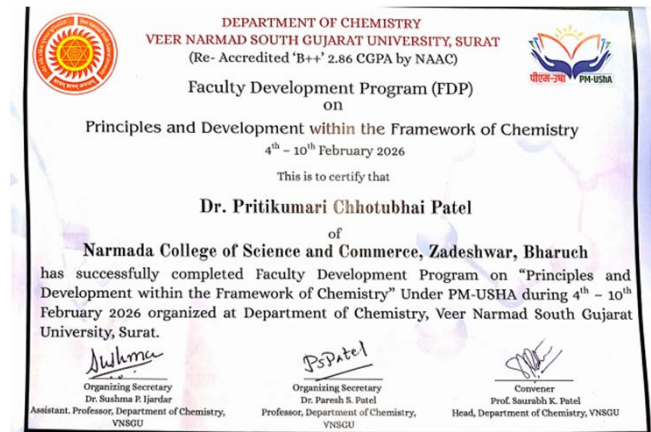 DEPARTMENT OF CHEMISTRY
VEER NARMAD SOUTH GUJARAT UNIVERSITY, SURAT
(Re- Accredited 'B++' 2.86 CGPA by NAAC)
पीएम-उषा PM-USHA
Faculty Development Program (FDP)
on
Principles and Development within the Framework of Chemistry
4th – 10th February 2026
This is to certify that
Dr. Pritikumari Chhotubhai Patel
of
Narmada College of Science and Commerce, Zadeshwar, Bharuch
has successfully completed Faculty Development Program on "Principles and
Development within the Framework of Chemistry" Under PM-USHA during 4th – 10th
February 2026 organized at Department of Chemistry, Veer Narmad South Gujarat
University, Surat.
Sushma
PSPatel
Organizing Secretary
Dr. Sushma P. Ijardar
Assistant. Professor, Department of Chemistry,
VNSGU
Organizing Secretary
Dr. Paresh S. Patel
Professor, Department of Chemistry,
VNSGU
Convener
Prof. Saurabh K. Patel
Head, Department of Chemistry, VNSGU